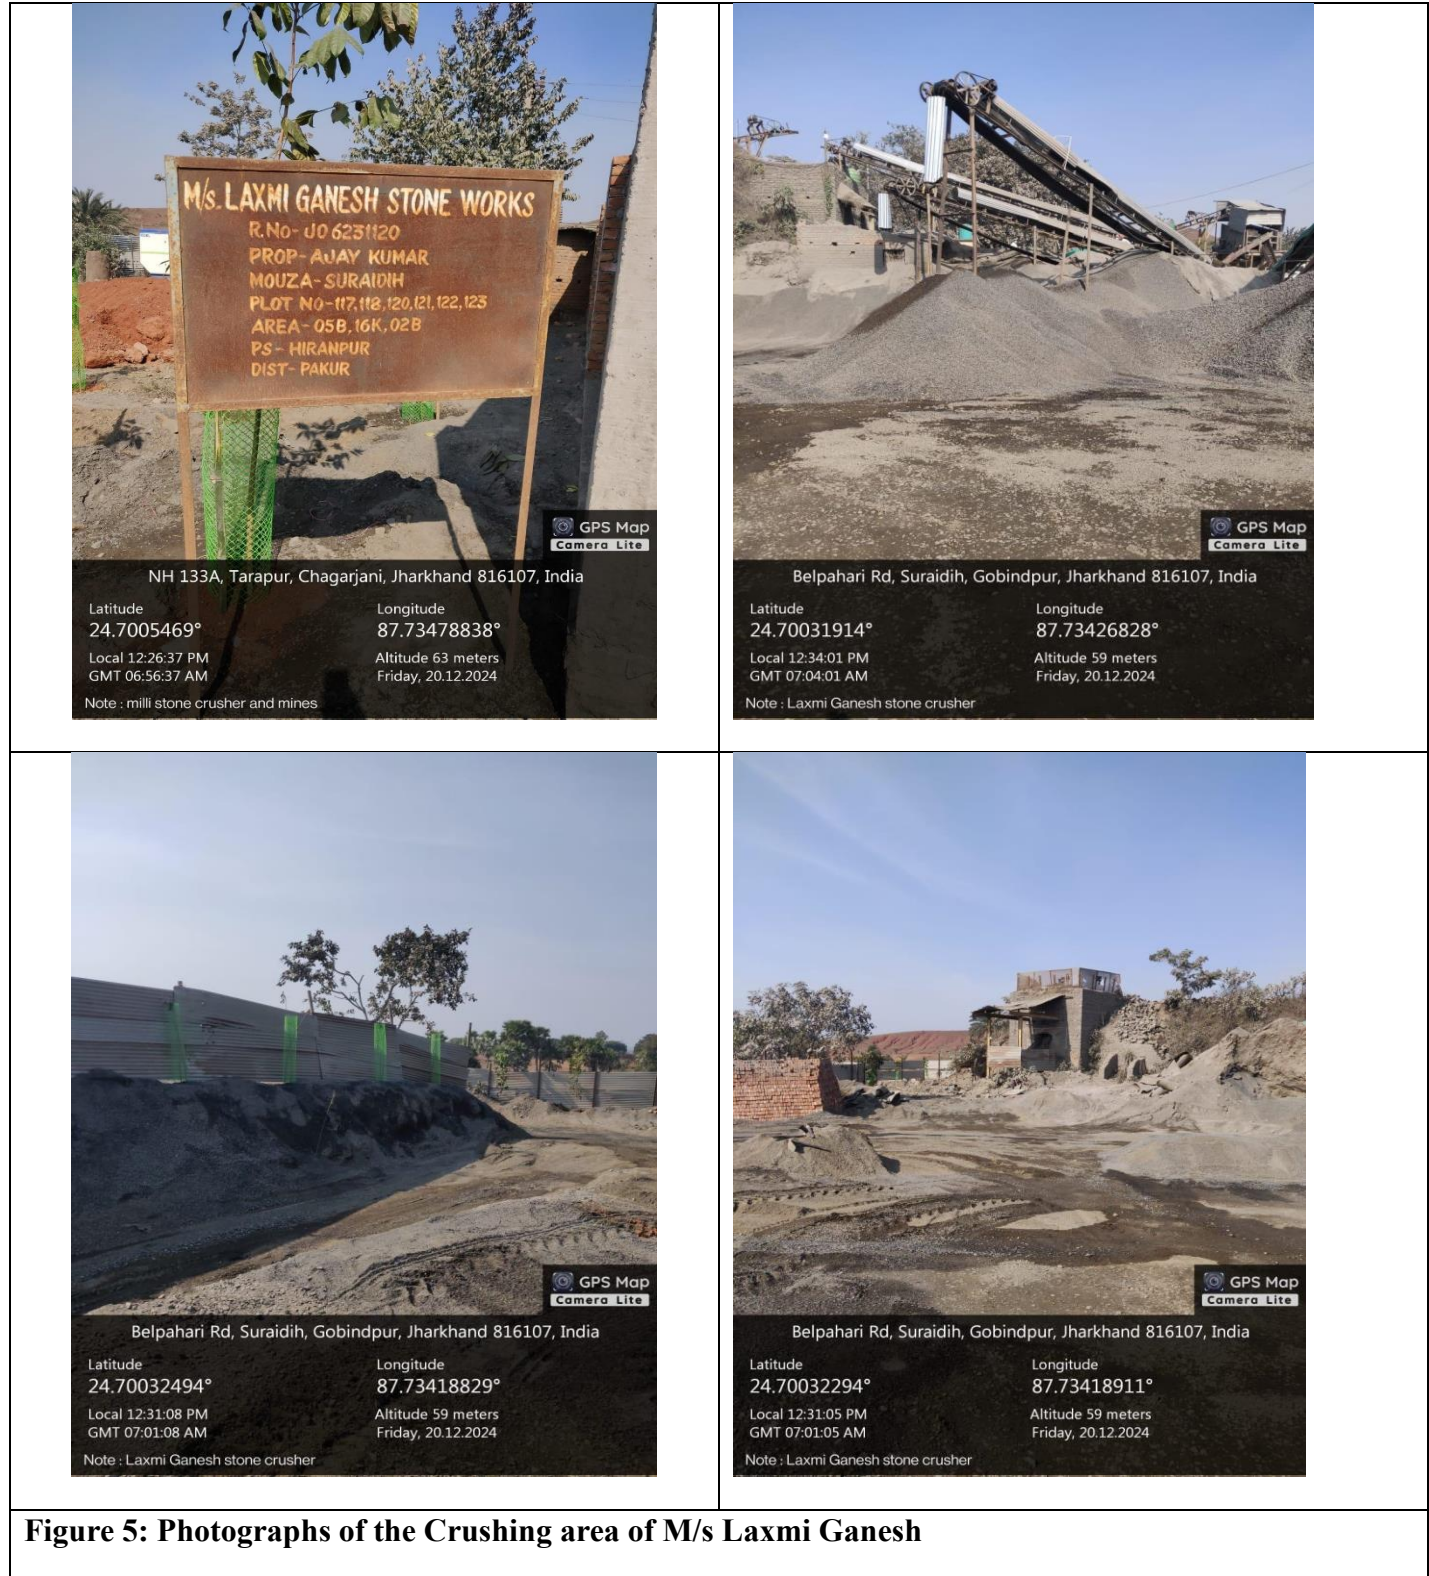 M/s. LAXMI GANESH STONE WORKS
R.No- JO 6231120
PROP- AJAY KUMAR
MOUZA- SURAIDIH
PLOT NO-117,118,120,121,122,123
AREA- 05B, 16K, 02B
PS- HIRANPUR
DIST- PAKUR
GPS Map
Camera Lite
NH 133A, Tarapur, Chagarjani, Jharkhand 816107, India
Latitude Longitude
24.7005469° 87.73478838°
Local 12:26:37 PM Altitude 63 meters
GMT 06:56:37 AM Friday, 20.12.2024
Note : milli stone crusher and mines
GPS Map
Camera Lite
Belpahari Rd, Suraidih, Gobindpur, Jharkhand 816107, India
Latitude Longitude
24.70031914° 87.73426828°
Local 12:34:01 PM Altitude 59 meters
GMT 07:04:01 AM Friday, 20.12.2024
Note : Laxmi Ganesh stone crusher
GPS Map
Camera Lite
Belpahari Rd, Suraidih, Gobindpur, Jharkhand 816107, India
Latitude Longitude
24.70032494° 87.73418829°
Local 12:31:08 PM Altitude 59 meters
GMT 07:01:08 AM Friday, 20.12.2024
Note : Laxmi Ganesh stone crusher
GPS Map
Camera Lite
Belpahari Rd, Suraidih, Gobindpur, Jharkhand 816107, India
Latitude Longitude
24.70032294° 87.73418911°
Local 12:31:05 PM Altitude 59 meters
GMT 07:01:05 AM Friday, 20.12.2024
Note : Laxmi Ganesh stone crusher
Figure 5: Photographs of the Crushing area of M/s Laxmi Ganesh